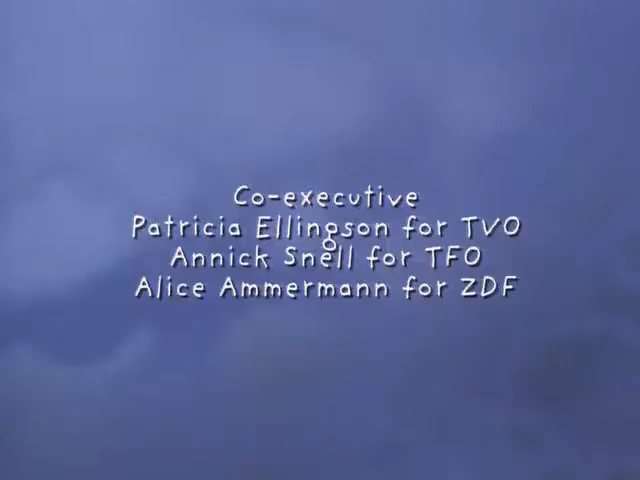 Co-executive
Patricia Ellingson for TVO
Annick Snell for TFO
Alice Ammermann for ZDF